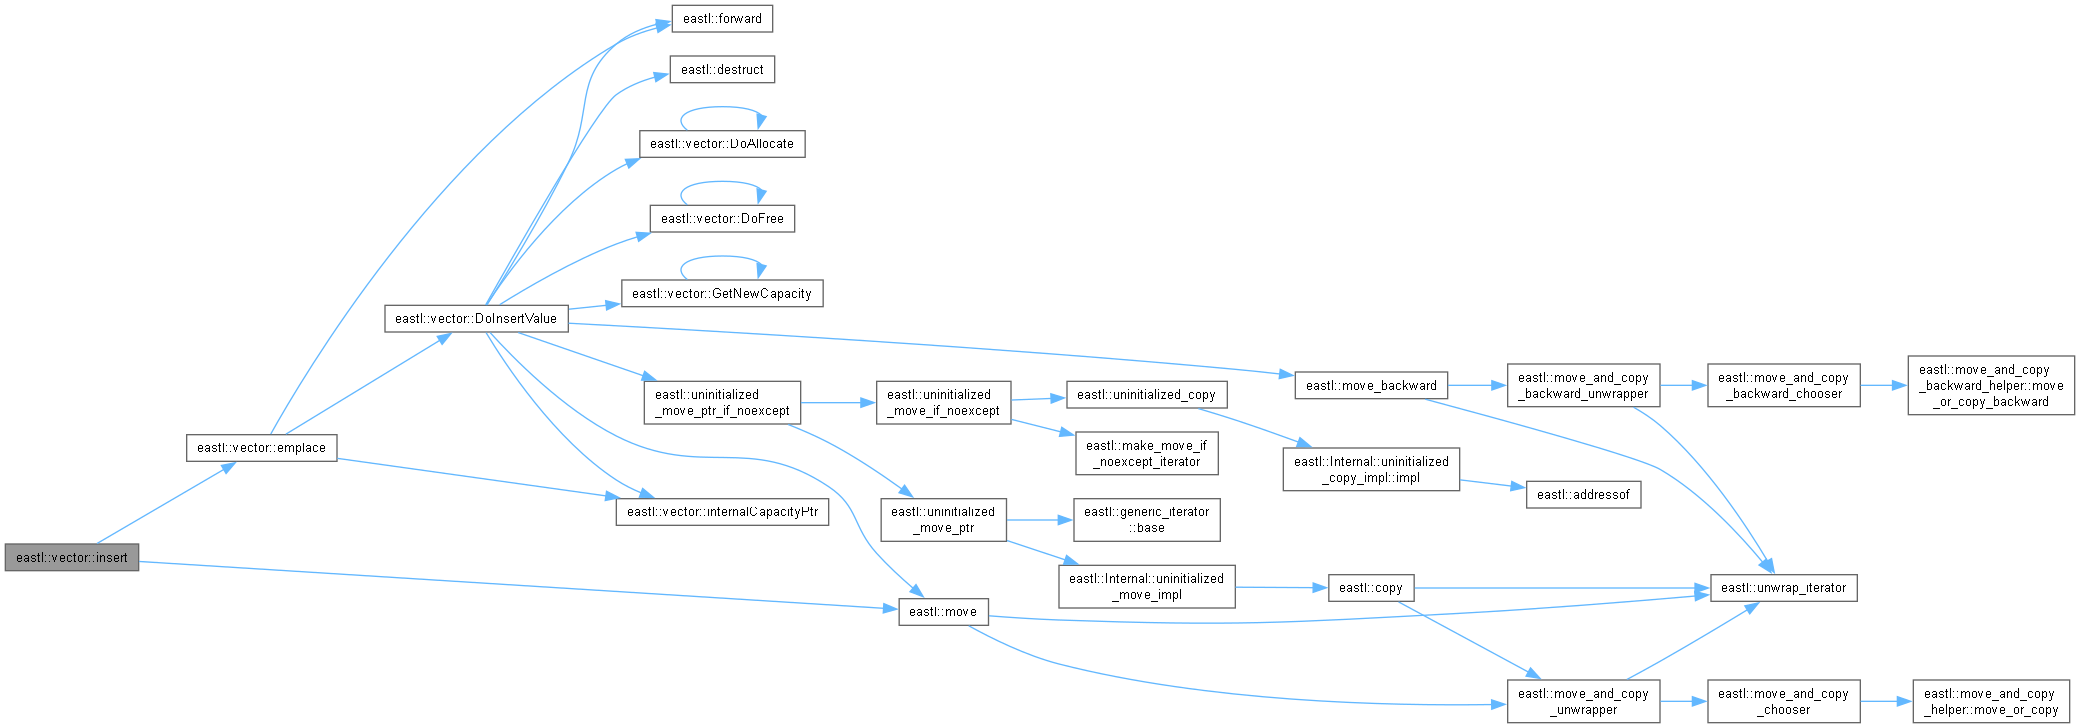 eastl::forward
eastl::destruct
eastl::vector::DoAllocate
eastl::vector::DoFree
eastl::vector::GetNewCapacity
eastl::vector::DoInsertValue
eastl::move_backward
eastl::move_and_copy
_backward_unwrapper
eastl::move_and_copy
_backward_chooser
eastl::move_and_copy
_backward_helper::move
_or_copy_backward
eastl::uninitialized
_move_ptr_if_noexcept
eastl::uninitialized
_move_if_noexcept
eastl::uninitialized_copy
eastl::make_move_if
_noexcept_iterator
eastl::vector::emplace
eastl::Internal::uninitialized
_copy_impl::impl
eastl::addressof
eastl::vector::internalCapacityPtr
eastl::uninitialized
_move_ptr
eastl::generic_iterator
::base
eastl::vector::insert
eastl::Internal::uninitialized
_move_impl
eastl::copy
eastl::unwrap_iterator
eastl::move
eastl::move_and_copy
_unwrapper
eastl::move_and_copy
_chooser
eastl::move_and_copy
_helper::move_or_copy